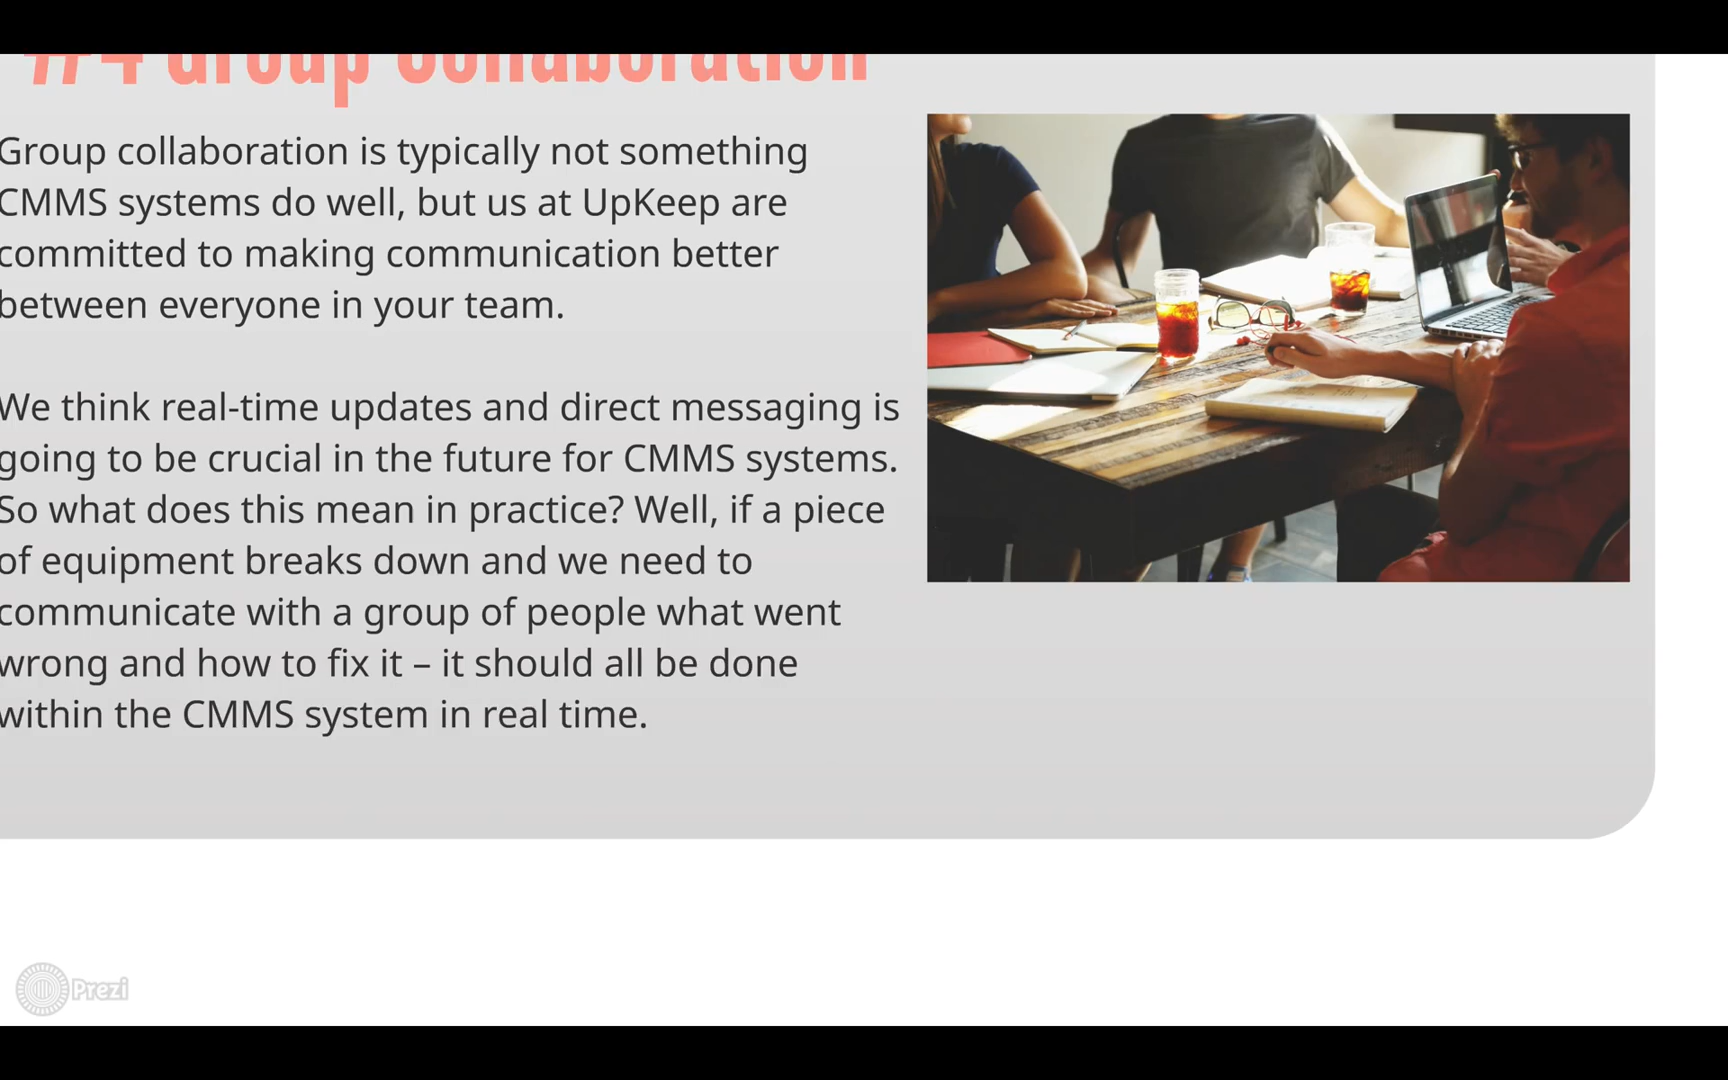 #4 Group Collaboration
Group collaboration is typically not something
CMMS systems do well, but us at UpKeep are
committed to making communication better
between everyone in your team.
We think real-time updates and direct messaging is
going to be crucial in the future for CMMS systems.
So what does this mean in practice? Well, if a piece
of equipment breaks down and we need to
communicate with a group of people what went
wrong and how to fix it – it should all be done
within the CMMS system in real time.
Prezi